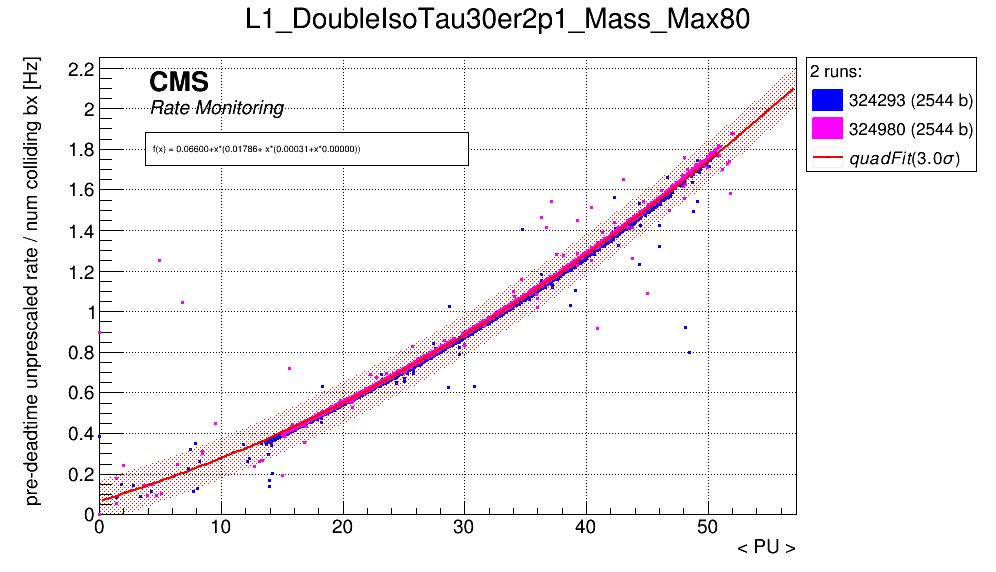 L1_DoubleIsoTau30er2p1_Mass_Max80
pre-deadtime unprescaled rate / num colliding bx [Hz]
2.2
2
1.8
1.6
1.4
1.2
1
0.8
0.6
0.4
0.2
0
CMS
Rate Monitoring
f(x) = 0.06600+x*(0.01786+ x*(0.00031+x*0.00000))
0 10 20 30 40 50
< PU >
2 runs:
324293 (2544 b)
324980 (2544 b)
quadFit(3.0σ)